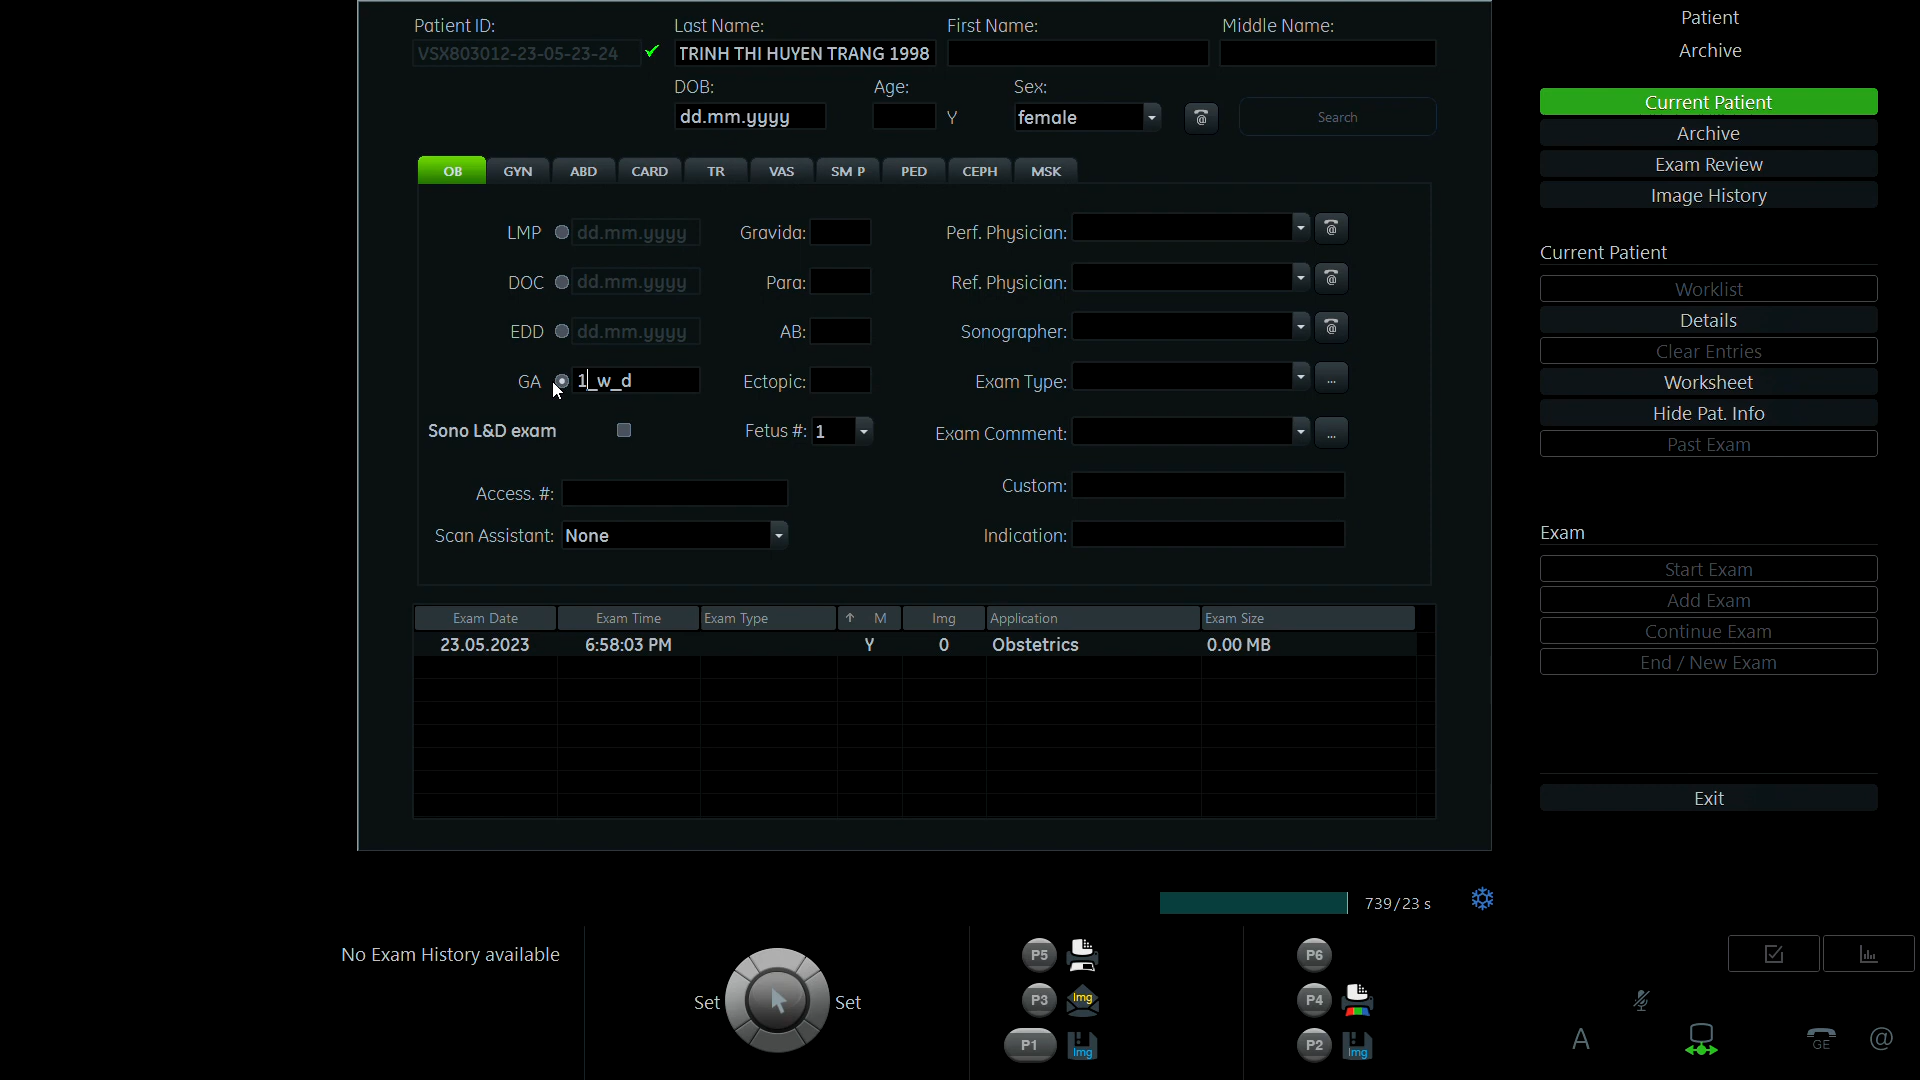 Patient ID: Last Name: First Name: Middle Name:
VSX803012-23-05-23-24 TRINH THI HUYEN TRANG 1998
DOB: Age: Sex:
dd.mm.yyyy Y female Search
OB GYN ABD CARD TR VAS SM P PED CEPH MSK
LMP dd.mm.yyyy Gravida: Perf. Physician:
DOC dd.mm.yyyy Para: Ref. Physician:
EDD dd.mm.yyyy AB: Sonographer:
GA 1_w_d Ectopic: Exam Type: ...
Sono L&D exam Fetus #: 1 Exam Comment: ...
Access. #: Custom:
Scan Assistant: None Indication:
Exam Date Exam Time Exam Type ↑ M Img Application Exam Size
23.05.2023 6:58:03 PM Y 0 Obstetrics 0.00 MB
Patient
Archive
Current Patient
Archive
Exam Review
Image History
Current Patient
Worklist
Details
Clear Entries
Worksheet
Hide Pat. Info
Past Exam
Exam
Start Exam
Add Exam
Continue Exam
End / New Exam
Exit
739/23 s
No Exam History available
Set Set
P5
P3 Img
P1 Img
P6
P4
P2 Img
A GE @